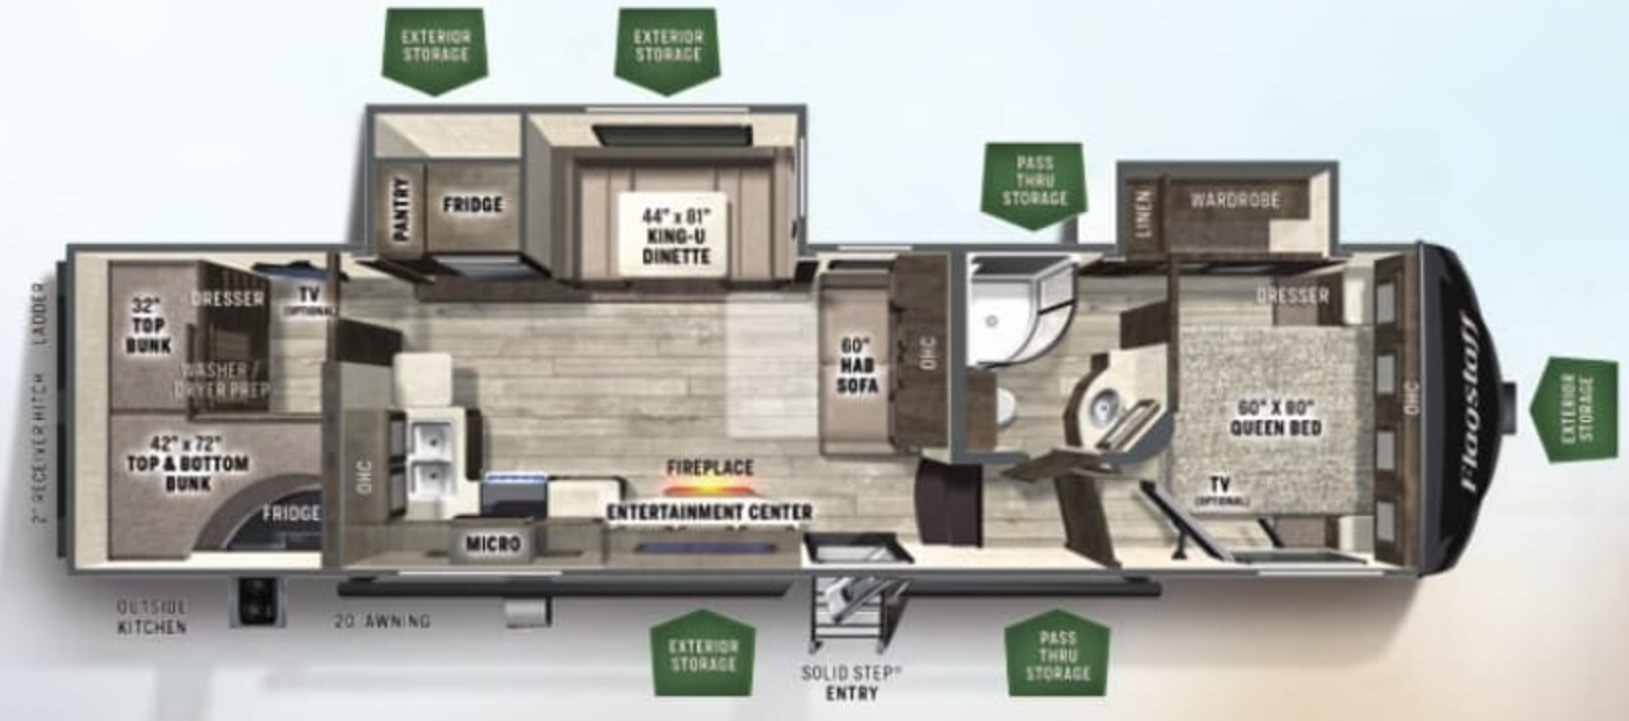 EXTERIOR
STORAGE
EXTERIOR
STORAGE
PASS
THRU
STORAGE
LINEN
WARDROBE
PANTRY
FRIDGE
44" x 81"
KING-U
DINETTE
LADDER
2" RECEIVER HITCH
32"
TOP
BUNK
DRESSER
TV
(OPTIONAL)
WASHER /
DRYER PREP
42" x 72"
TOP & BOTTOM
BUNK
FRIDGE
OHC
60"
HAB
SOFA
OHC
DRESSER
60" X 80"
QUEEN BED
TV
(OPTIONAL)
OHC
Flagstaff
EXTERIOR
STORAGE
FIREPLACE
ENTERTAINMENT CENTER
MICRO
OUTSIDE
KITCHEN
20' AWNING
EXTERIOR
STORAGE
SOLID STEP®
ENTRY
PASS
THRU
STORAGE